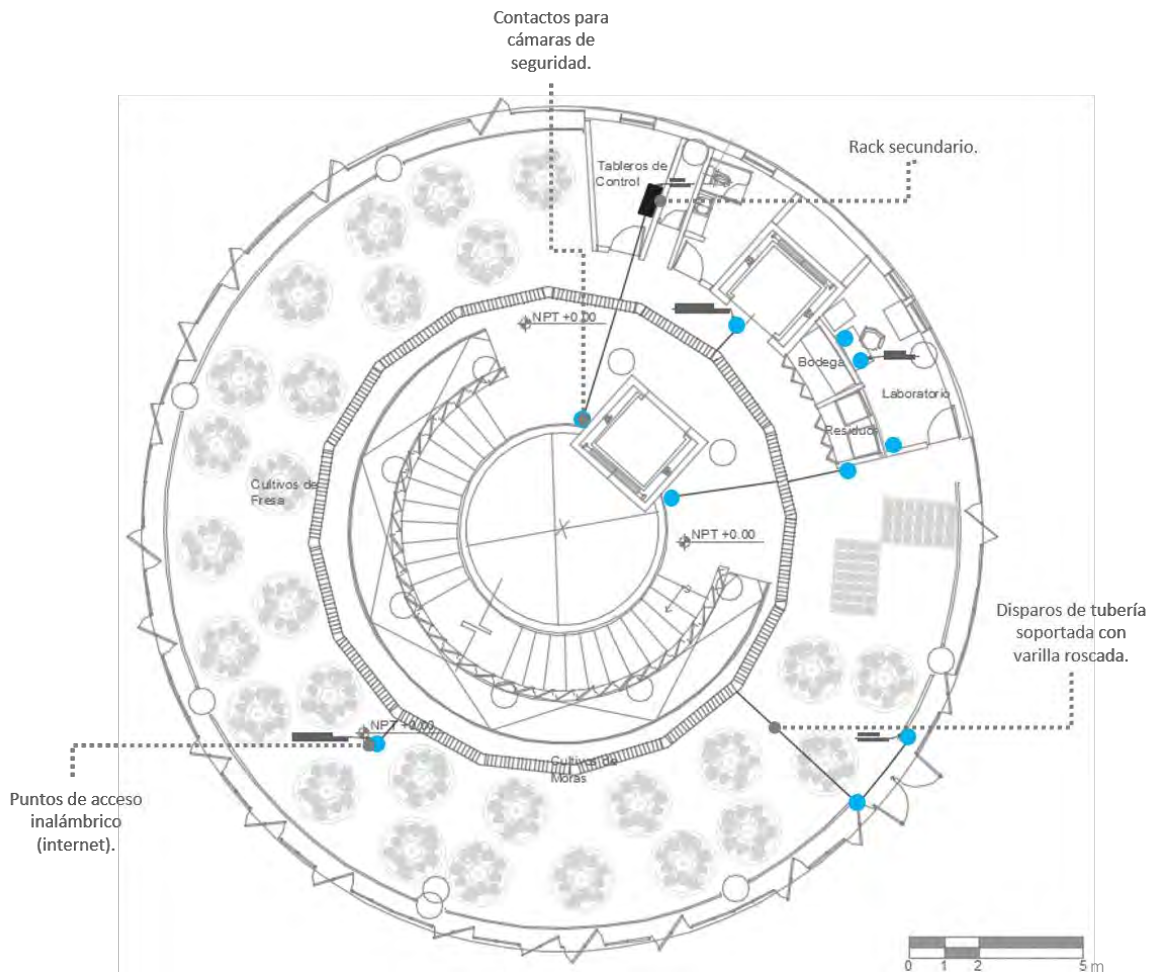 Contactos para
cámaras de
seguridad.
Rack secundario.
Tableros de
Control
NPT +0.00
Bodega
Laboratorio
Cultivos de
Fresa
NPT +0.00
Disparos de tubería
soportada con
varilla roscada.
NPT +0.00
Cultivos de
Moras
Puntos de acceso
inalámbrico
(internet).
0 1 2 5 m